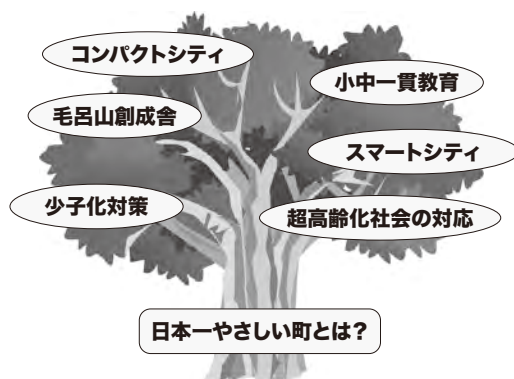 コンパクトシティ
小中一貫教育
毛呂山創成舎
スマートシティ
少子化対策
超高齢化社会の対応
日本一やさしい町とは?